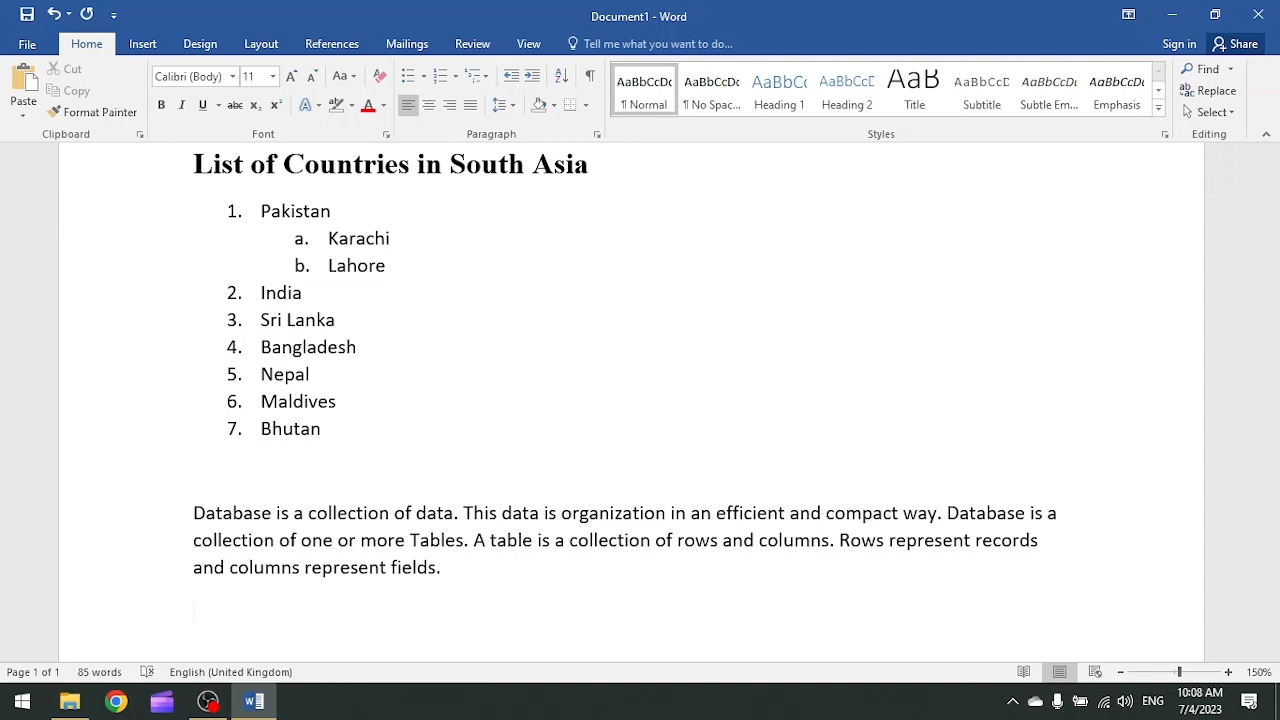 Document1 - Word
File Home Insert Design Layout References Mailings Review View Tell me what you want to do... Sign in Share
Paste Cut Copy Format Painter
Calibri (Body) 11
AaBbCcDc AaBbCcDc AaBbC( AaBbCcD AaB AaBbCcD AaBbCcDc AaBbCcDc
¶ Normal ¶ No Spac... Heading 1 Heading 2 Title Subtitle Subtle Em... Emphasis
Find
Replace
Select
Clipboard Font Paragraph Styles Editing
List of Countries in South Asia
1. Pakistan
a. Karachi
b. Lahore
2. India
3. Sri Lanka
4. Bangladesh
5. Nepal
6. Maldives
7. Bhutan
Database is a collection of data. This data is organization in an efficient and compact way. Database is a
collection of one or more Tables. A table is a collection of rows and columns. Rows represent records
and columns represent fields.
Page 1 of 1 85 words English (United Kingdom) 150%
ENG 10:08 AM
7/4/2023